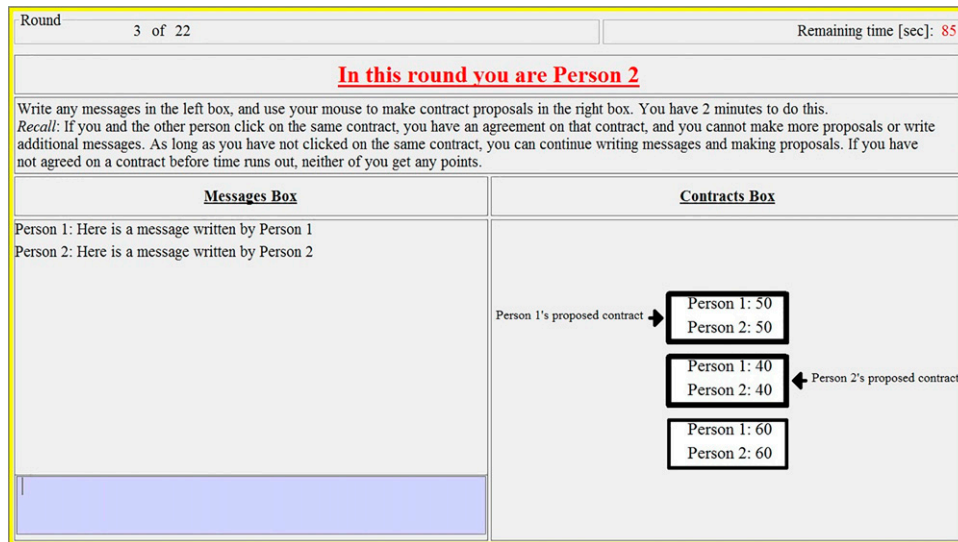 Round
3 of 22
Remaining time [sec]: 85
In this round you are Person 2
Write any messages in the left box, and use your mouse to make contract proposals in the right box. You have 2 minutes to do this.
Recall: If you and the other person click on the same contract, you have an agreement on that contract, and you cannot make more proposals or write
additional messages. As long as you have not clicked on the same contract, you can continue writing messages and making proposals. If you have
not agreed on a contract before time runs out, neither of you get any points.
Messages Box
Person 1: Here is a message written by Person 1
Person 2: Here is a message written by Person 2
Contracts Box
Person 1's proposed contract
Person 1: 50
Person 2: 50
Person 1: 40
Person 2: 40
Person 2's proposed contract
Person 1: 60
Person 2: 60